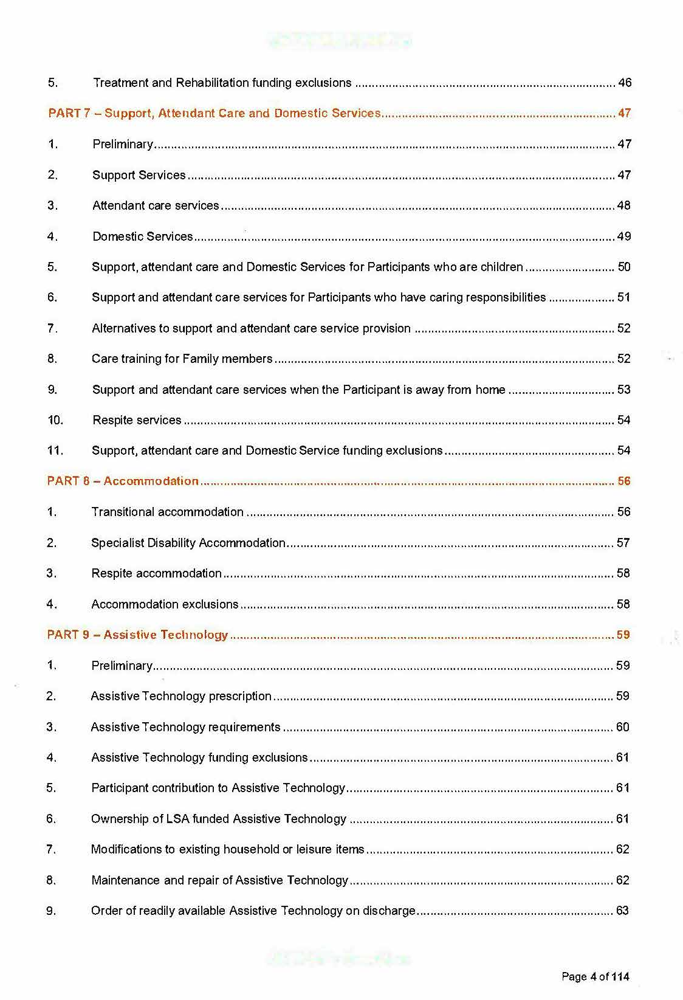 5. Treatment and Rehabilitation funding exclusions ........ 46
PART 7 – Support, Attendant Care and Domestic Services ........ 47
1. Preliminary ........ 47
2. Support Services ........ 47
3. Attendant care services ........ 48
4. Domestic Services ........ 49
5. Support, attendant care and Domestic Services for Participants who are children ........ 50
6. Support and attendant care services for Participants who have caring responsibilities ........ 51
7. Alternatives to support and attendant care service provision ........ 52
8. Care training for Family members ........ 52
9. Support and attendant care services when the Participant is away from home ........ 53
10. Respite services ........ 54
11. Support, attendant care and Domestic Service funding exclusions ........ 54
PART 8 – Accommodation ........ 56
1. Transitional accommodation ........ 56
2. Specialist Disability Accommodation ........ 57
3. Respite accommodation ........ 58
4. Accommodation exclusions ........ 58
PART 9 – Assistive Technology ........ 59
1. Preliminary ........ 59
2. Assistive Technology prescription ........ 59
3. Assistive Technology requirements ........ 60
4. Assistive Technology funding exclusions ........ 61
5. Participant contribution to Assistive Technology ........ 61
6. Ownership of LSA funded Assistive Technology ........ 61
7. Modifications to existing household or leisure items ........ 62
8. Maintenance and repair of Assistive Technology ........ 62
9. Order of readily available Assistive Technology on discharge ........ 63
Page 4 of 114